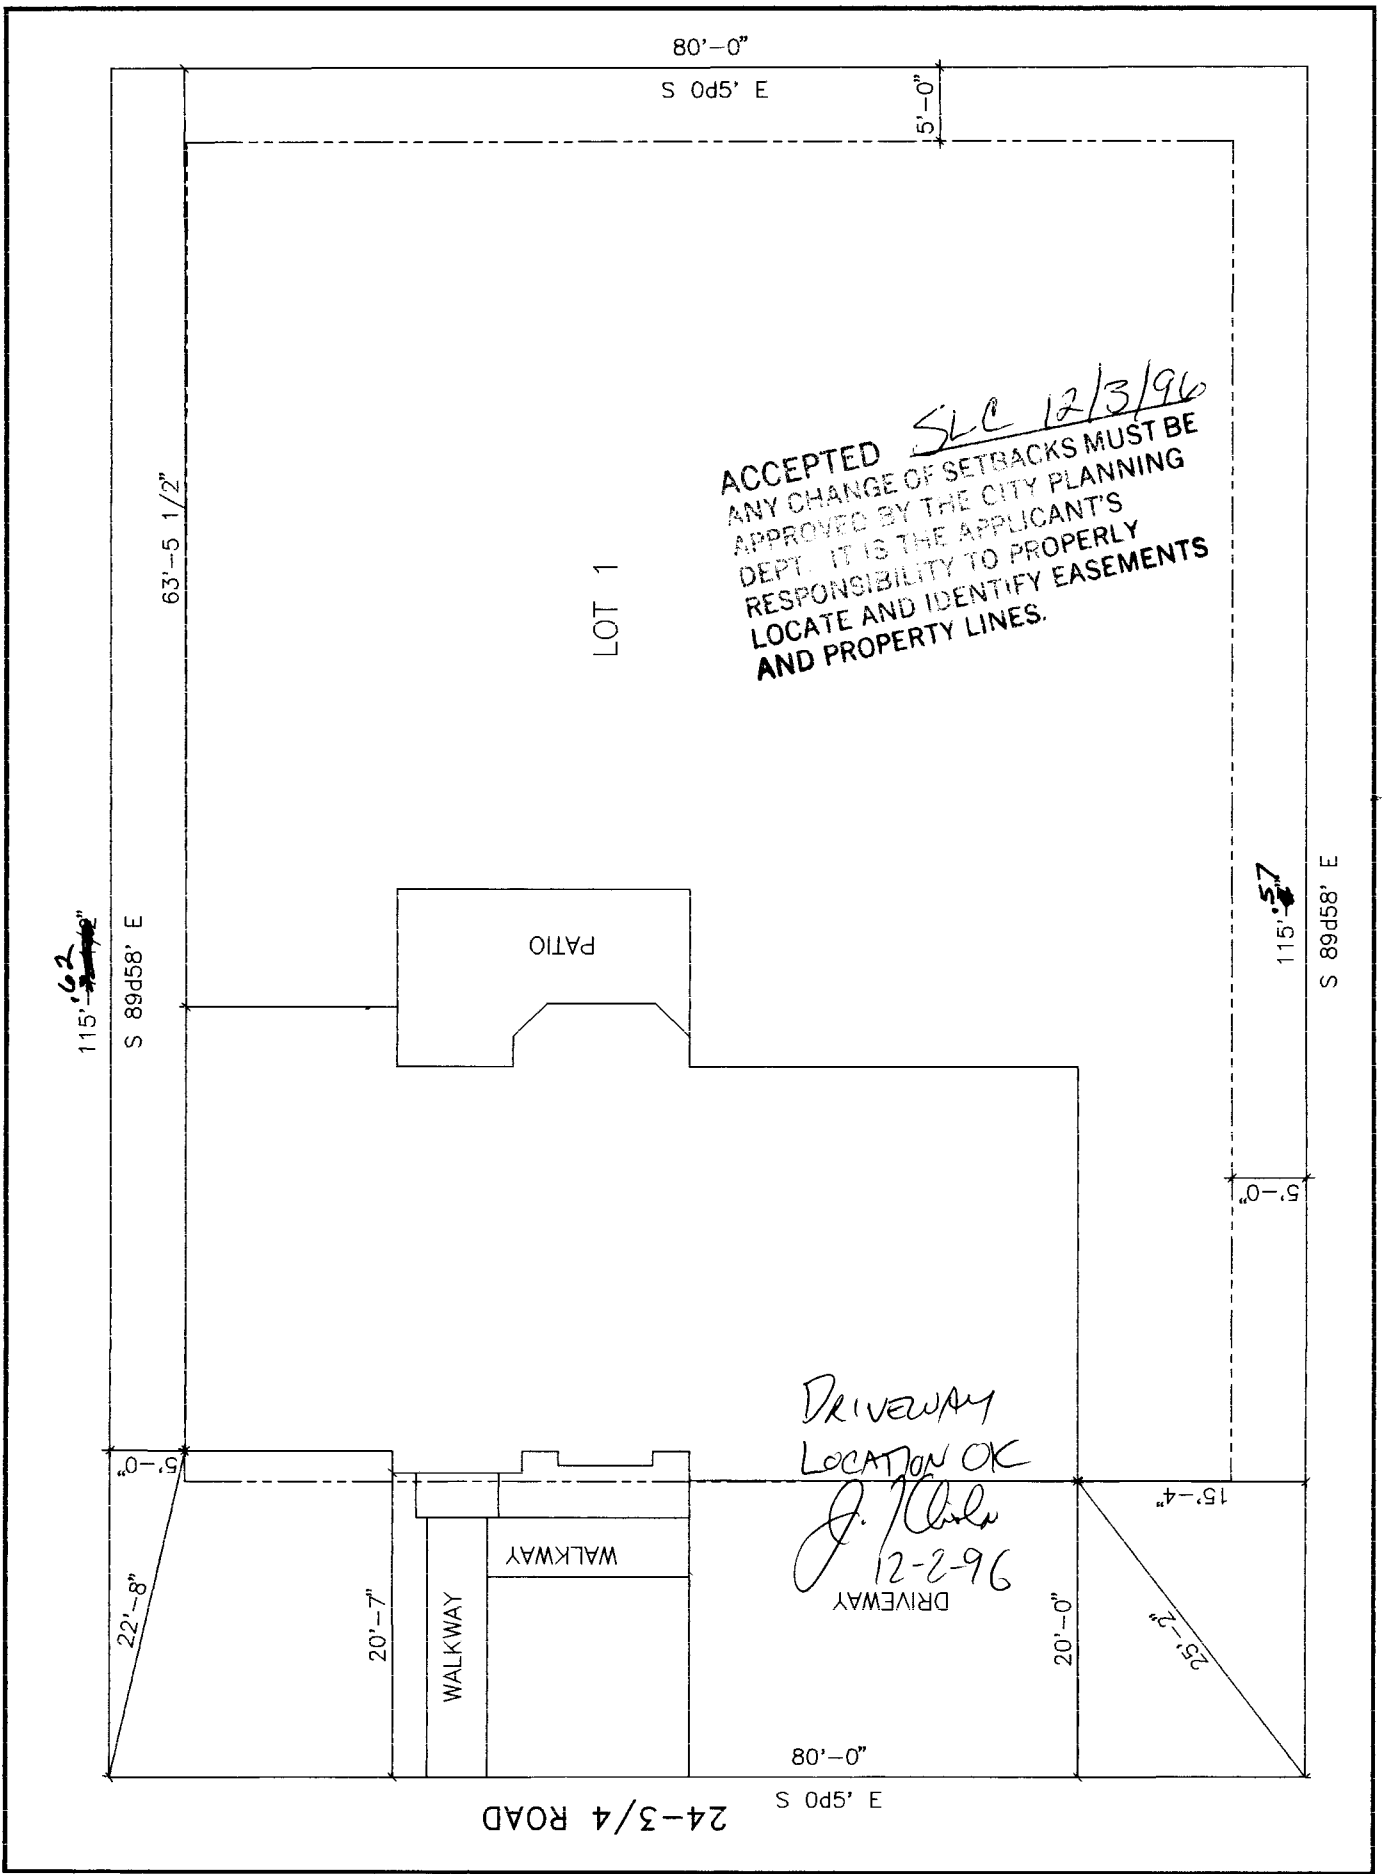 80'-0"
S 0d5' E
5'-0"
63'-5 1/2"
LOT 1
ACCEPTED SLC 12/3/96
ANY CHANGE OF SETBACKS MUST BE
APPROVED BY THE CITY PLANNING
DEPT. IT IS THE APPLICANT'S
RESPONSIBILITY TO PROPERLY
LOCATE AND IDENTIFY EASEMENTS
AND PROPERTY LINES.
115'.62
S 89d58' E
PATIO
115'.57
S 89d58' E
5'-0"
5'-0"
DRIVEWAY
LOCATION OK
12-2-96
DRIVEWAY
15'-4"
22'-8"
20'-7"
WALKWAY
WALKWAY
20'-0"
25'-2"
80'-0"
S 0d5' E
24-3/4 ROAD